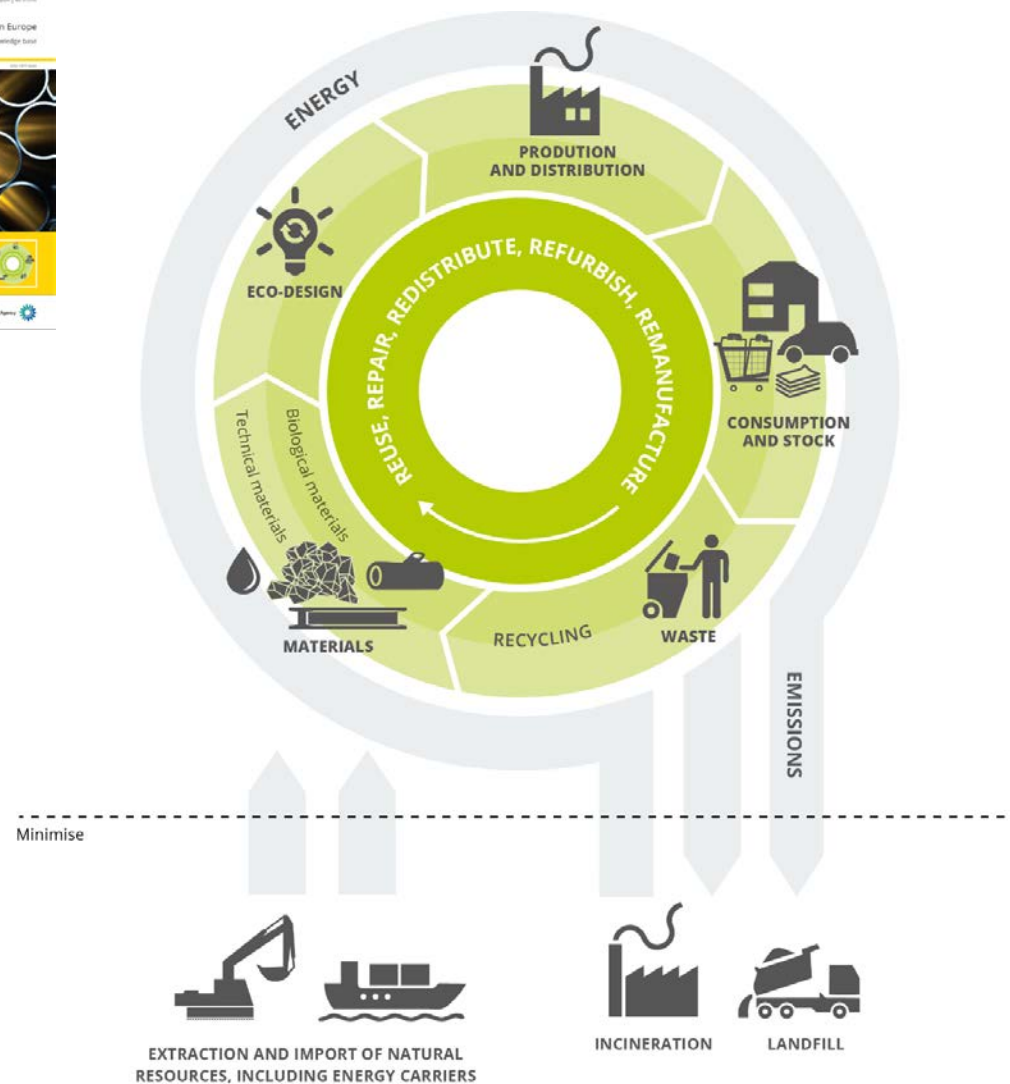 n Europe
wledge base
ENERGY
PRODUTION
AND DISTRIBUTION
ECO-DESIGN
REUSE, REPAIR, REDISTRIBUTE, REFURBISH, REMANUFACTURE
CONSUMPTION
AND STOCK
Technical materials
Biological materials
MATERIALS
RECYCLING
WASTE
EMISSIONS
Minimise
EXTRACTION AND IMPORT OF NATURAL
RESOURCES, INCLUDING ENERGY CARRIERS
INCINERATION
LANDFILL